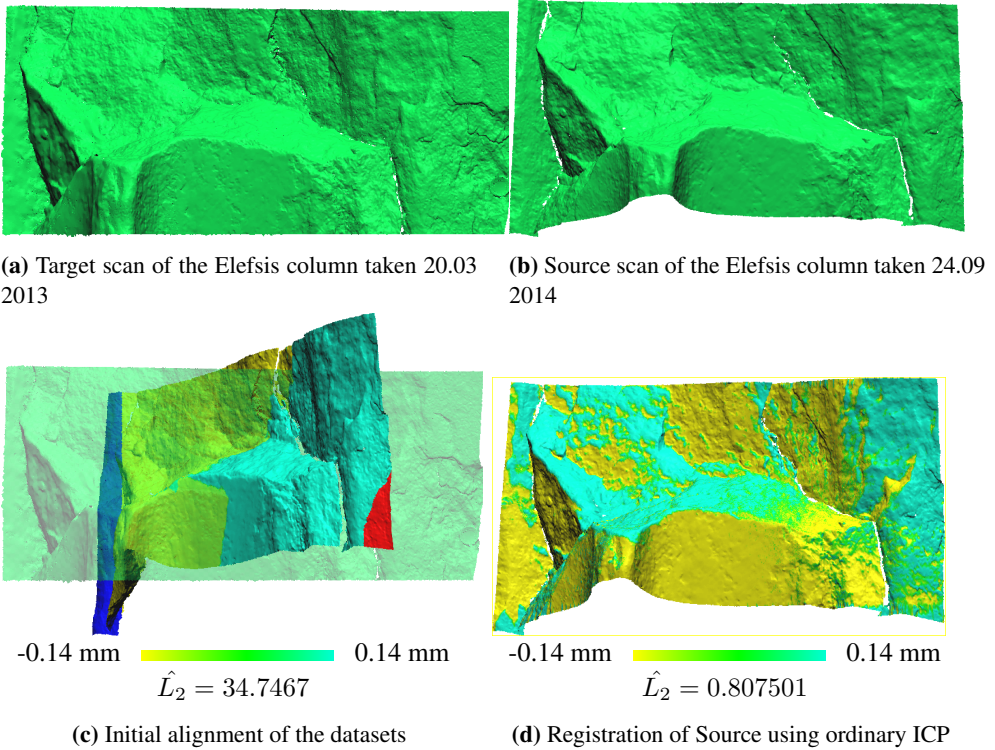 (a) Target scan of the Elefsis column taken 20.03
2013
(b) Source scan of the Elefsis column taken 24.09
2014
-0.14 mm 0.14 mm
L̂₂ = 34.7467
(c) Initial alignment of the datasets
-0.14 mm 0.14 mm
L̂₂ = 0.807501
(d) Registration of Source using ordinary ICP